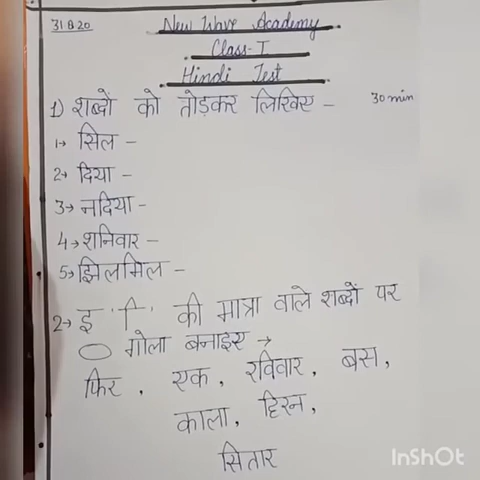 31.8.20
New Wave Academy
Class-I
Hindi Test
1) शब्दों को तोड़कर लिखिए - 30 min
1→ सिल -
2→ दिया -
3→ नदिया -
4→ शनिवार -
5→ झिलमिल -
2→ इ 'ि' की मात्रा वाले शब्दों पर
गोला बनाइए →
फिर, एक, रविवार, बस,
काला, हिरन,
सितार
InShOt